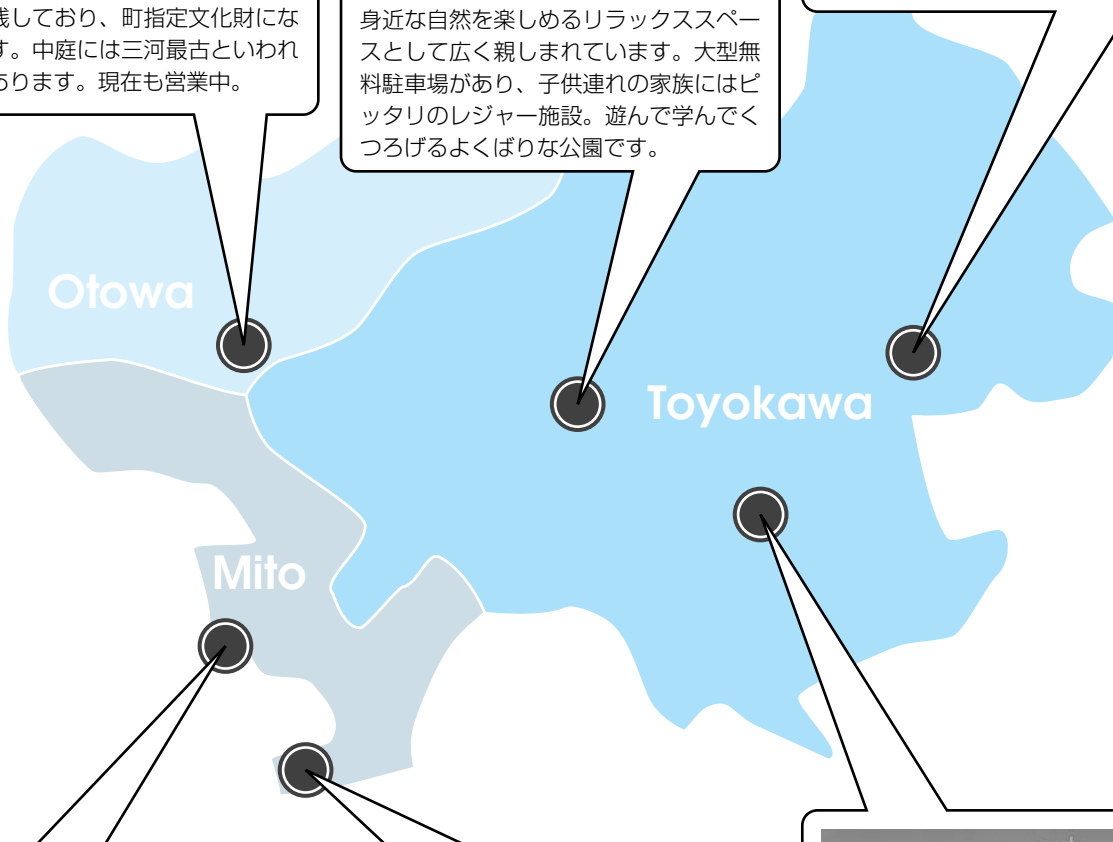 残しており、町指定文化財にな
す。中庭には三河最古といわれ
あります。現在も営業中。
身近な自然を楽しめるリラックススペー
スとして広く親しまれています。大型無
料駐車場があり、子供連れの家族にはピ
ッタリのレジャー施設。遊んで学んでく
つろげるよくばりな公園です。
Otowa
Toyokawa
Mito